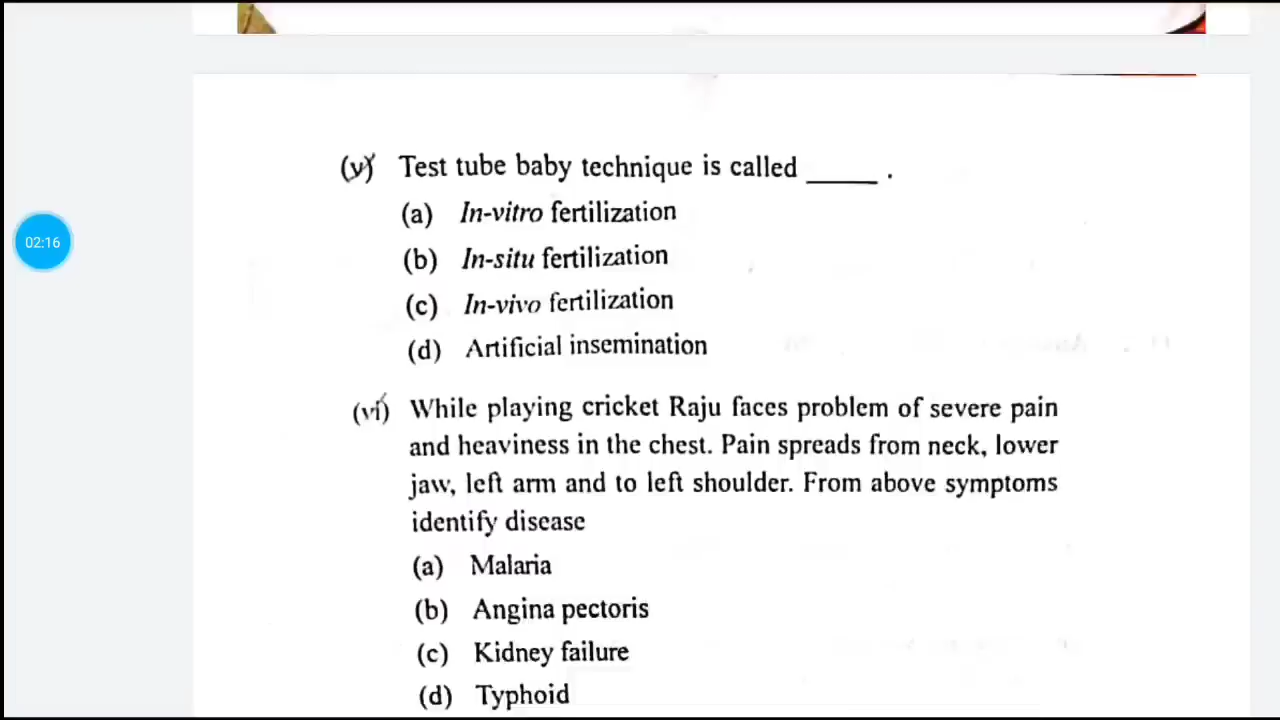 (v) Test tube baby technique is called _____ .
(a) In-vitro fertilization
(b) In-situ fertilization
(c) In-vivo fertilization
(d) Artificial insemination
02:16
(vi) While playing cricket Raju faces problem of severe pain
and heaviness in the chest. Pain spreads from neck, lower
jaw, left arm and to left shoulder. From above symptoms
identify disease
(a) Malaria
(b) Angina pectoris
(c) Kidney failure
(d) Typhoid